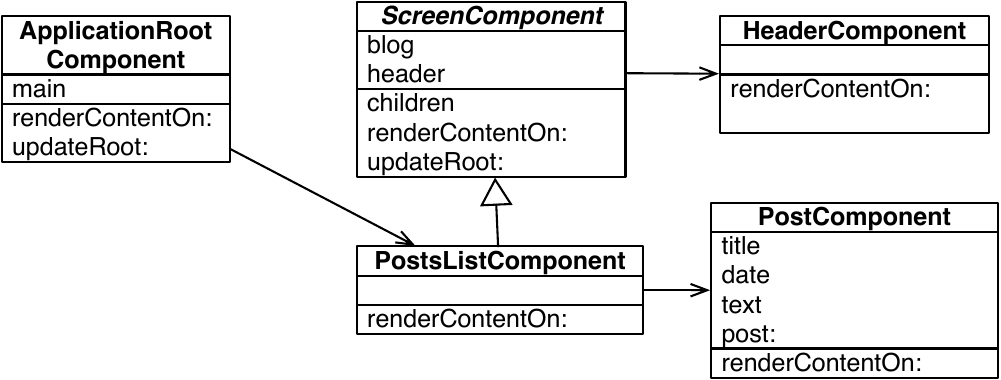 ApplicationRoot
Component
main
renderContentOn:
updateRoot:
ScreenComponent
blog
header
children
renderContentOn:
updateRoot:
HeaderComponent
renderContentOn:
PostsListComponent
renderContentOn:
PostComponent
title
date
text
post:
renderContentOn: